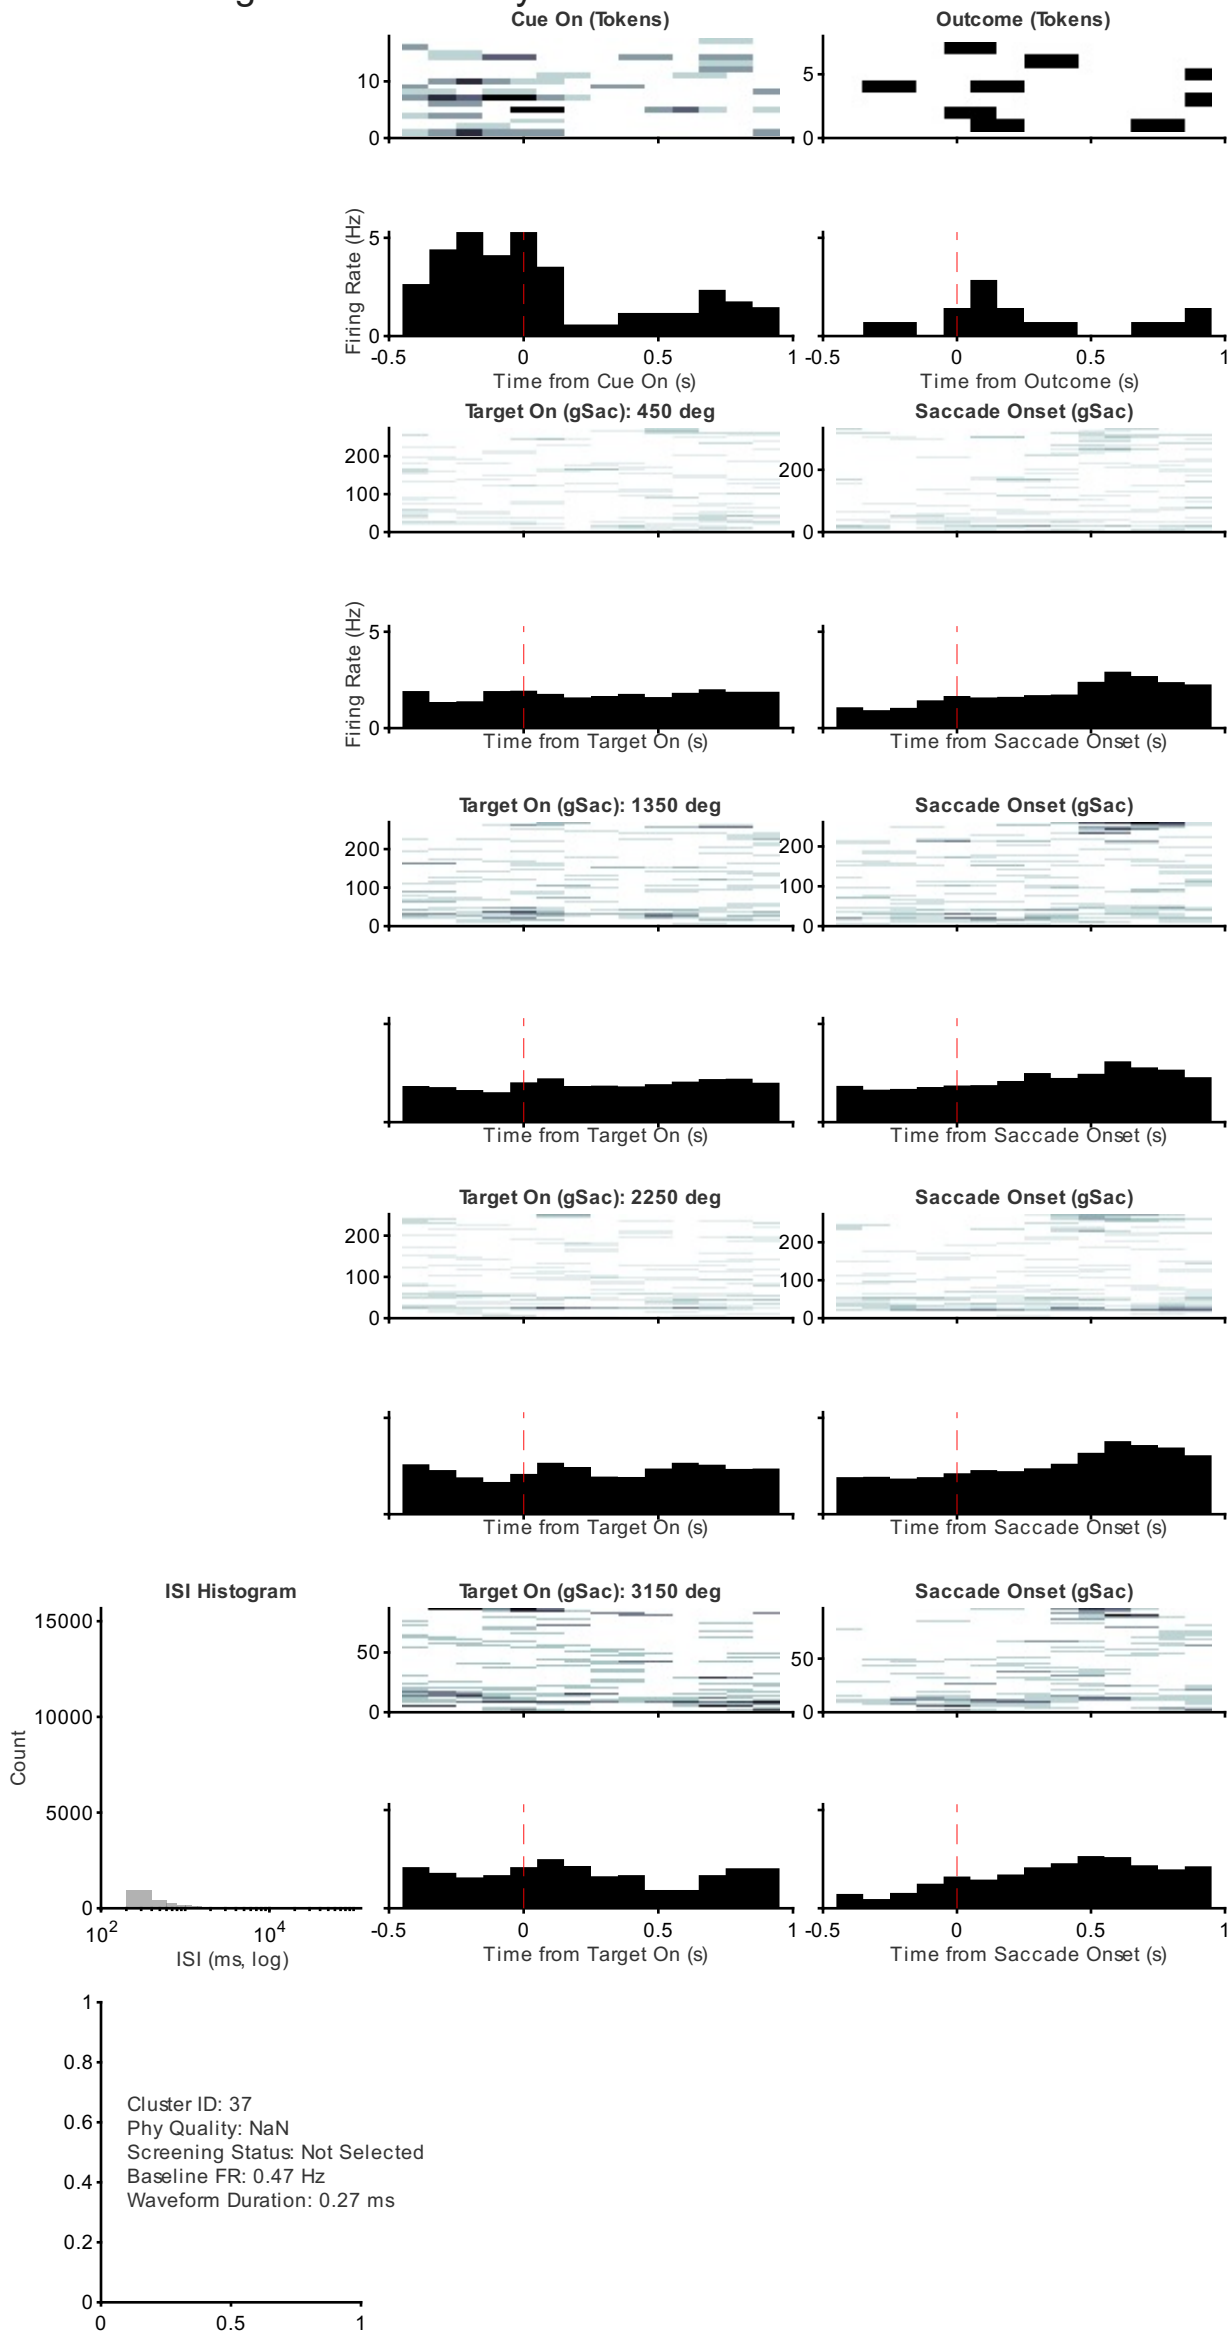 Cue On (Tokens)
Outcome (Tokens)
10
0
5
0
Firing Rate (Hz)
5
0
-0.5 0 0.5 1
-0.5 0 0.5 1
Time from Cue On (s)
Time from Outcome (s)
Target On (gSac): 450 deg
Saccade Onset (gSac)
200
100
0
200
0
Firing Rate (Hz)
5
0
Time from Target On (s)
Time from Saccade Onset (s)
Target On (gSac): 1350 deg
Saccade Onset (gSac)
200
100
0
200
100
0
Time from Target On (s)
Time from Saccade Onset (s)
Target On (gSac): 2250 deg
Saccade Onset (gSac)
200
100
0
200
100
0
Time from Target On (s)
Time from Saccade Onset (s)
ISI Histogram
Target On (gSac): 3150 deg
Saccade Onset (gSac)
15000
10000
5000
0
Count
50
0
50
0
10^2 10^4
ISI (ms, log)
-0.5 0 0.5 1
-0.5 0 0.5 1
Time from Target On (s)
Time from Saccade Onset (s)
1
0.8
0.6
0.4
0.2
0
Cluster ID: 37
Phy Quality: NaN
Screening Status: Not Selected
Baseline FR: 0.47 Hz
Waveform Duration: 0.27 ms
0 0.5 1